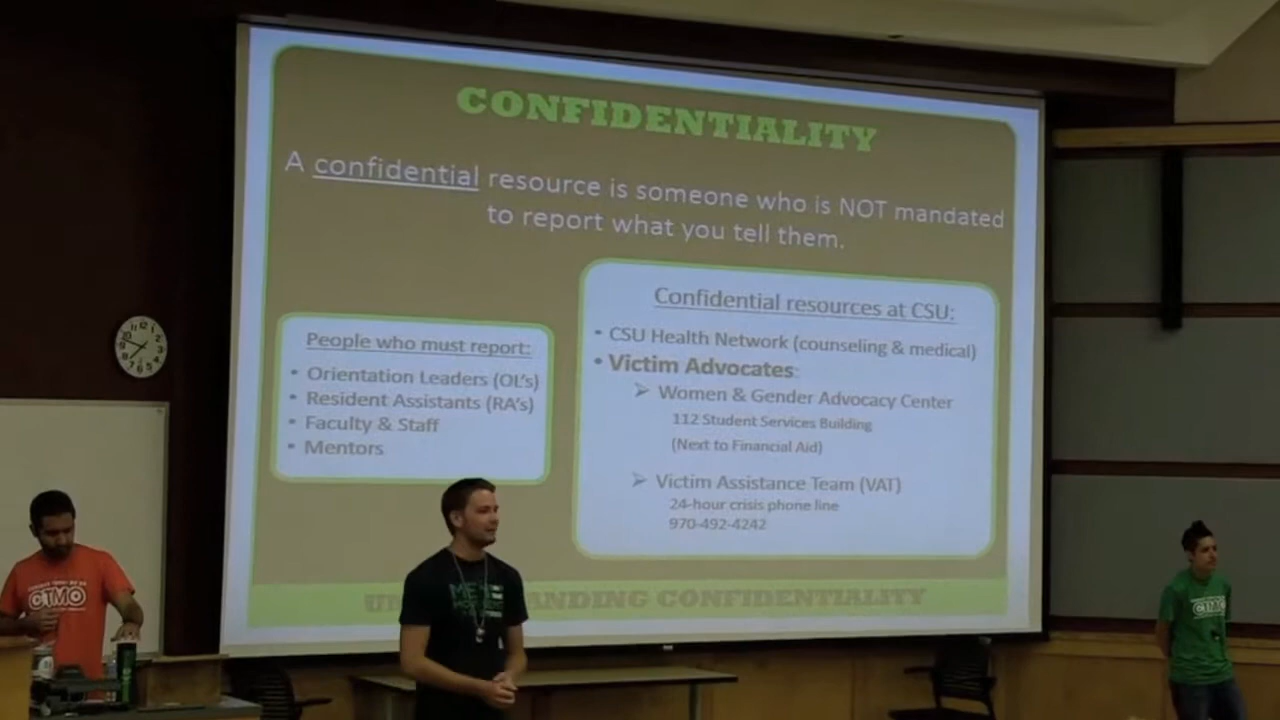 CONFIDENTIALITY
A confidential resource is someone who is NOT mandated
to report what you tell them.
People who must report:
• Orientation Leaders (OL's)
• Resident Assistants (RA's)
• Faculty & Staff
• Mentors
Confidential resources at CSU:
• CSU Health Network (counseling & medical)
• Victim Advocates:
➢ Women & Gender Advocacy Center
112 Student Services Building
(Next to Financial Aid)
➢ Victim Assistance Team (VAT)
24-hour crisis phone line
970-492-4242
ANDING CONFIDENTIALITY
CTMO
CTMO